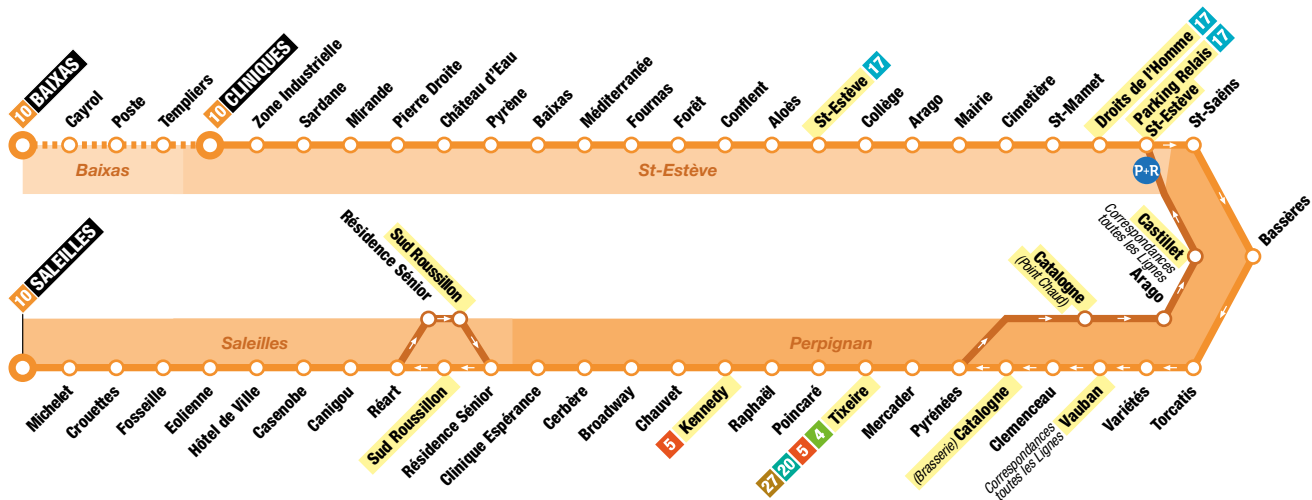 10 BAIXAS
Cayrol
Poste
Templiers
10 CLINIQUES
Zone Industrielle
Sardane
Mirande
Pierre Droite
Château d'Eau
Pyrène
Baixas
Méditerranée
Fournas
Forêt
Conflent
Aloès
St-Estève 17
Collège
Arago
Mairie
Cimetière
St-Mamet
Droits de l'Homme 17
Parking Relais 17
St-Estève
St-Saëns
Baixas
St-Estève
P+R
Bassères
10 SALEILLES
Résidence Sénior
Sud Roussillon
Catalogne
(Point Chaud)
Arago
Castillet
Correspondances
toutes les Lignes
Saleilles
Perpignan
Michelet
Crouettes
Fosseille
Eolienne
Hôtel de Ville
Casenobe
Canigou
Réart
Sud Roussillon
Résidence Sénior
Clinique Espérance
Cerbère
Broadway
Chauvet
5 Kennedy
Raphaël
Poincaré
27 20 5 4 Tixeire
Mercader
Pyrénées
(Brasserie) Catalogne
Clemenceau
Correspondances
toutes les Lignes
Vauban
Variétés
Torcatis